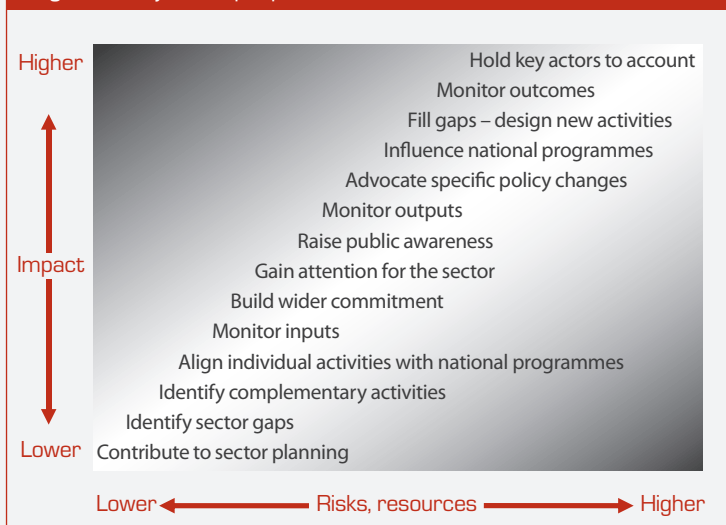 Higher
Hold key actors to account
Monitor outcomes
Fill gaps – design new activities
Influence national programmes
Advocate specific policy changes
Monitor outputs
Raise public awareness
Impact
Gain attention for the sector
Build wider commitment
Monitor inputs
Align individual activities with national programmes
Identify complementary activities
Identify sector gaps
Lower
Contribute to sector planning
Lower Risks, resources Higher